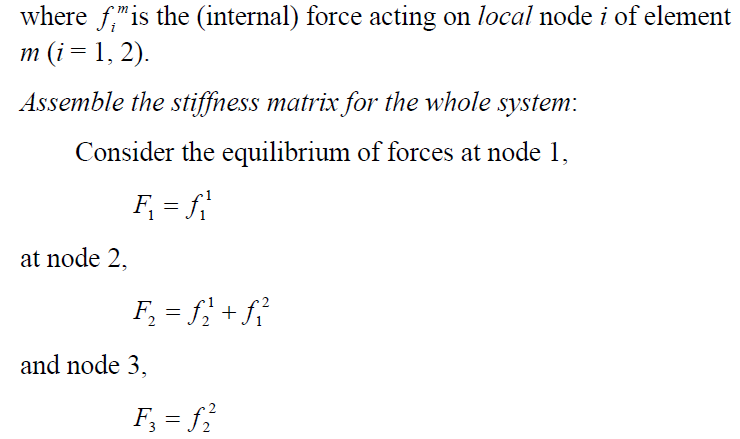 where f_i^m is the (internal) force acting on local node i of element
m (i = 1, 2).
Assemble the stiffness matrix for the whole system:
Consider the equilibrium of forces at node 1,
F_1 = f_1^1
at node 2,
F_2 = f_2^1 + f_1^2
and node 3,
F_3 = f_2^2